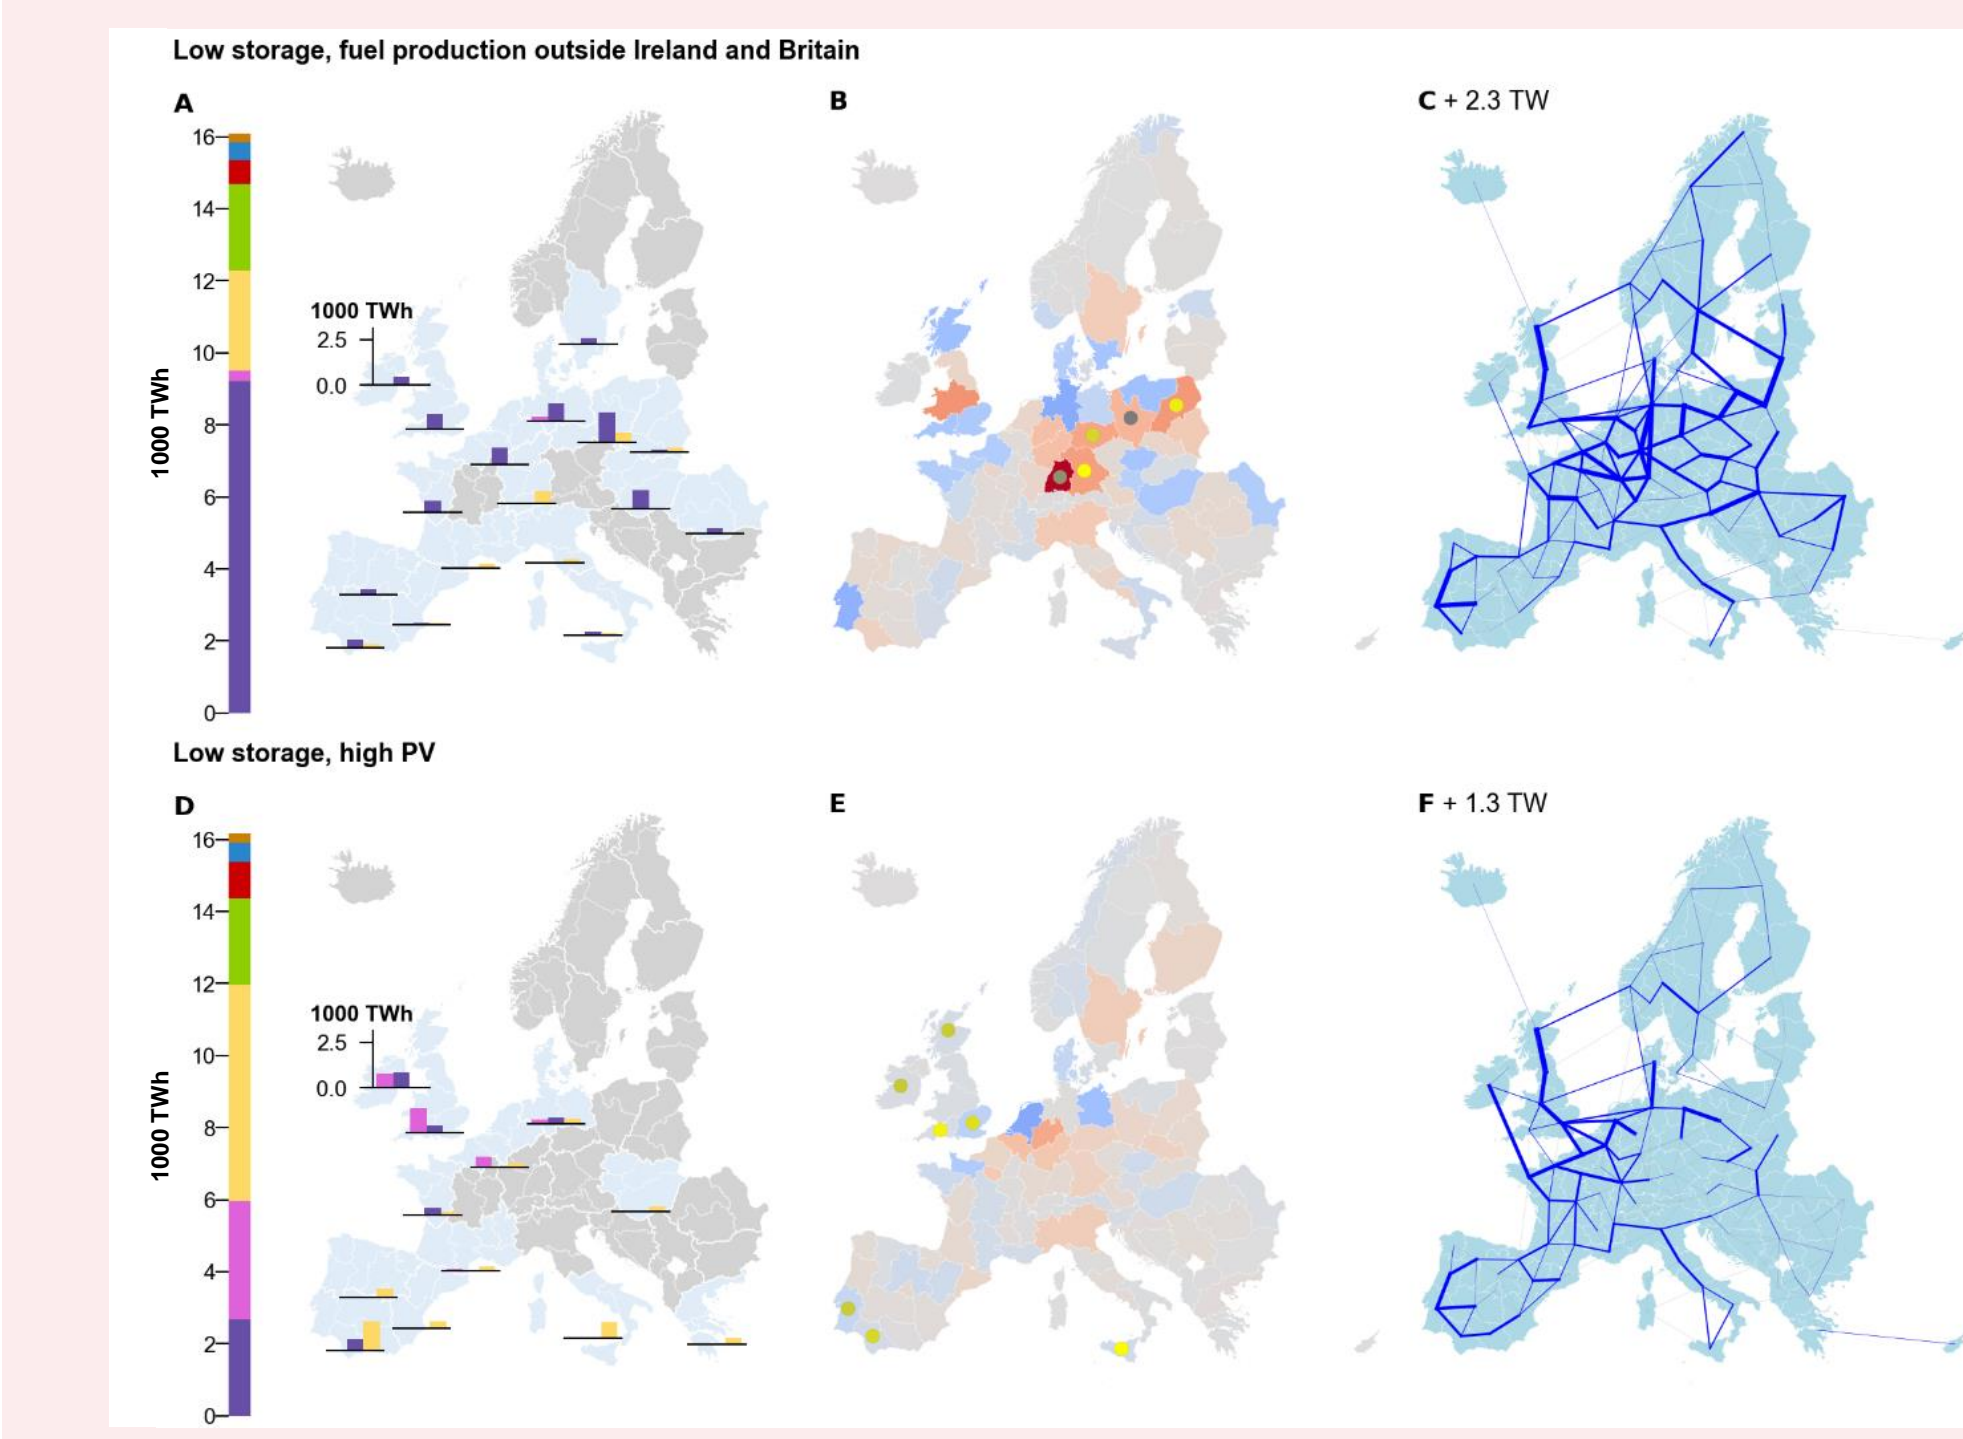 Low storage, fuel production outside Ireland and Britain
A
B
C + 2.3 TW
16
14
12
10
8
6
4
2
0
1000 TWh
1000 TWh
2.5
0.0
Low storage, high PV
D
E
F + 1.3 TW
16
14
12
10
8
6
4
2
0
1000 TWh
1000 TWh
2.5
0.0